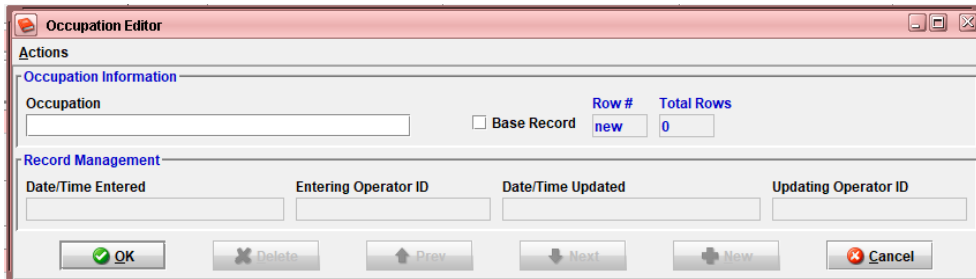 Occupation Editor
Actions
Occupation Information
Occupation
Base Record
Row #
Total Rows
new
0
Record Management
Date/Time Entered
Entering Operator ID
Date/Time Updated
Updating Operator ID
OK
Delete
Prev
Next
New
Cancel